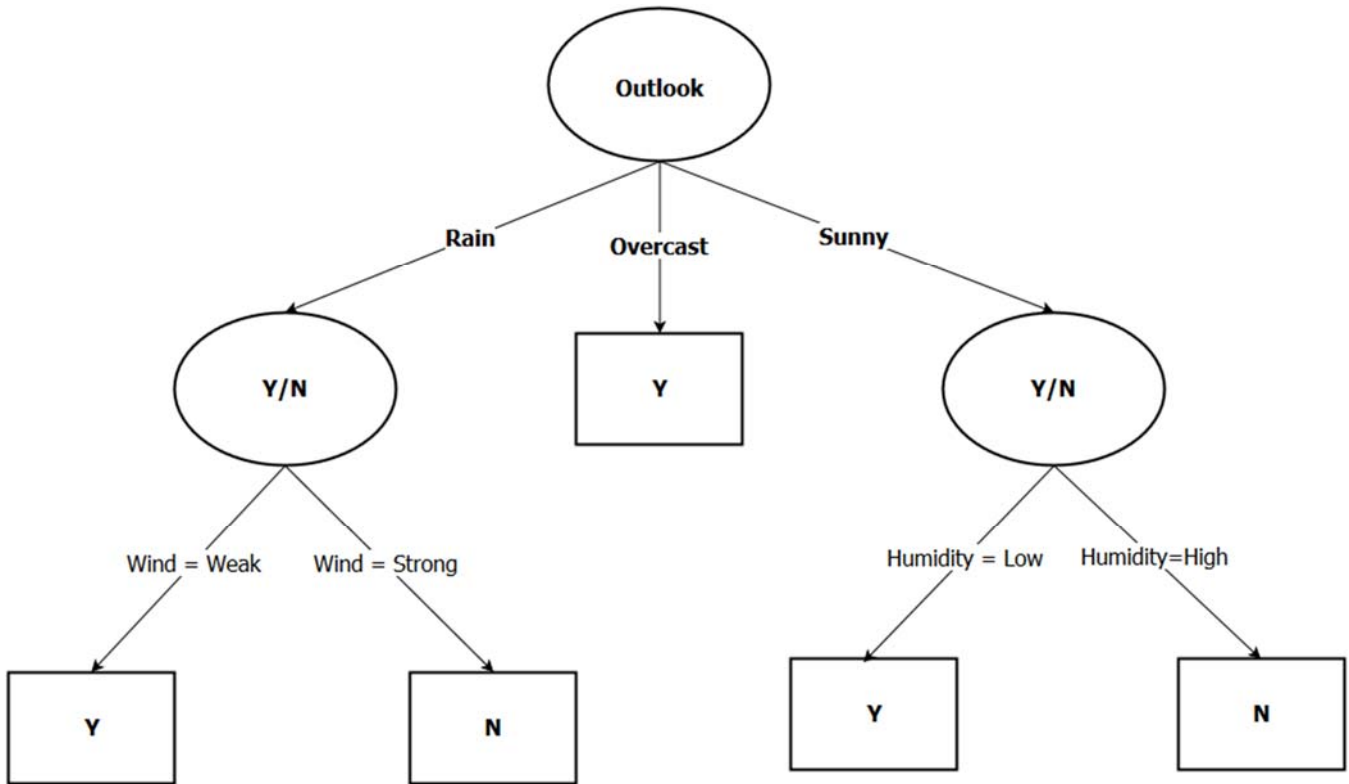 Outlook
Rain
Overcast
Sunny
Y/N
Y
Y/N
Wind = Weak
Wind = Strong
Humidity = Low
Humidity=High
Y
N
Y
N